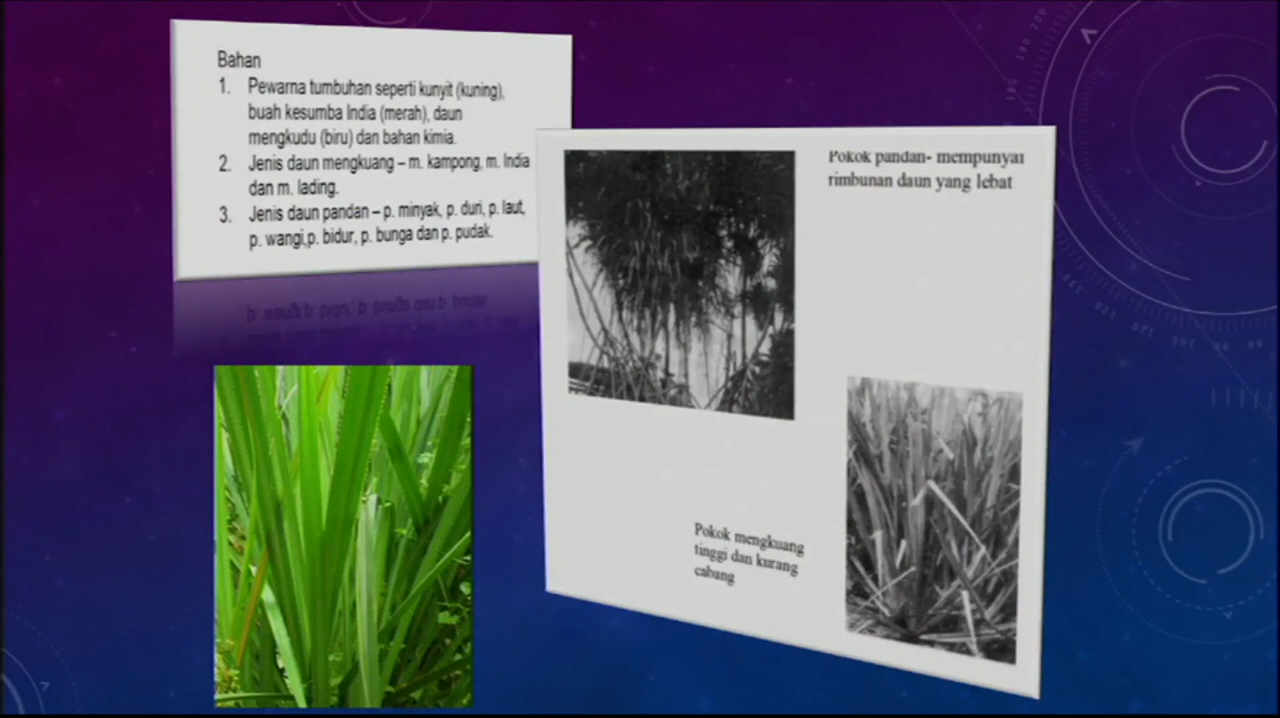 Bahan
1. Pewarna tumbuhan seperti kunyit (kuning),
buah kesumba India (merah), daun
mengkudu (biru) dan bahan kimia.
2. Jenis daun mengkuang – m. kampong, m. India
dan m. lading.
3. Jenis daun pandan – p. minyak, p. duri, p. laut,
p. wangi,p. bidur, p. bunga dan p. pudak.
Pokok pandan- mempunyai
rimbunan daun yang lebat
Pokok mengkuang
tinggi dan kurang
cabang